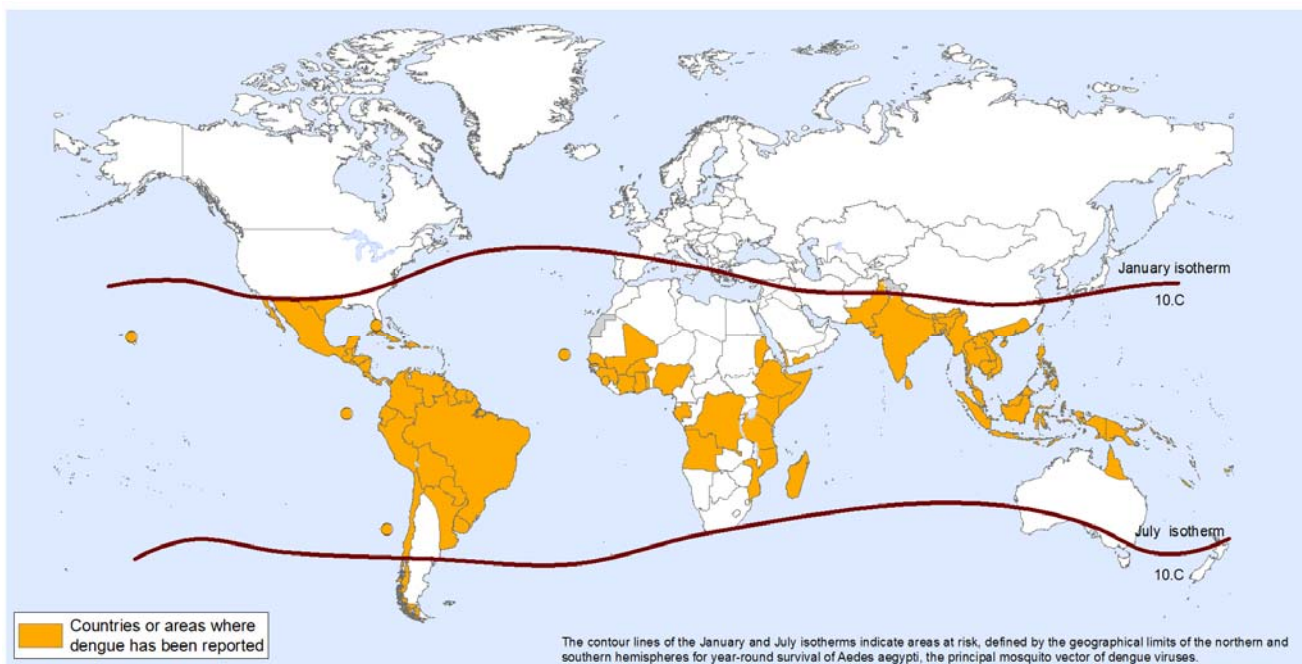 January isotherm
10.C
July isotherm
10.C
Countries or areas where
dengue has been reported
The contour lines of the January and July isotherms indicate areas at risk, defined by the geographical limits of the northern and
southern hemispheres for year-round survival of Aedes aegypti, the principal mosquito vector of dengue viruses.